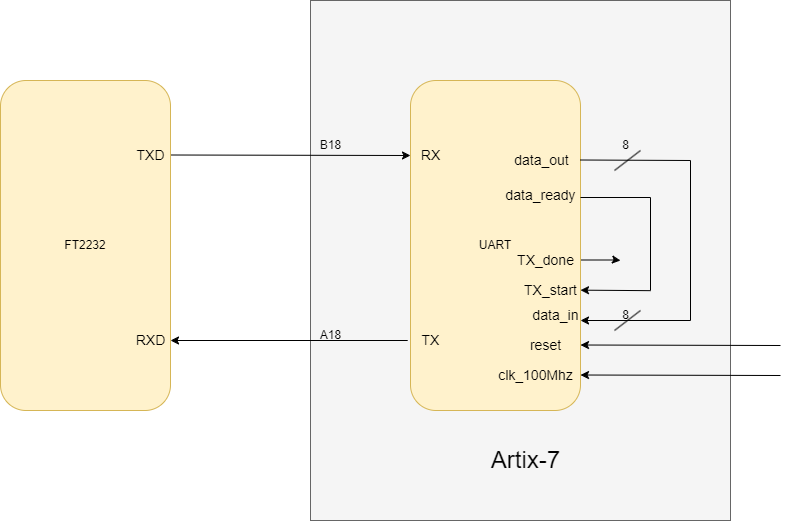 TXD
B18
RX
data_out
8
data_ready
FT2232
UART
TX_done
TX_start
data_in
8
RXD
A18
TX
reset
clk_100Mhz
Artix-7